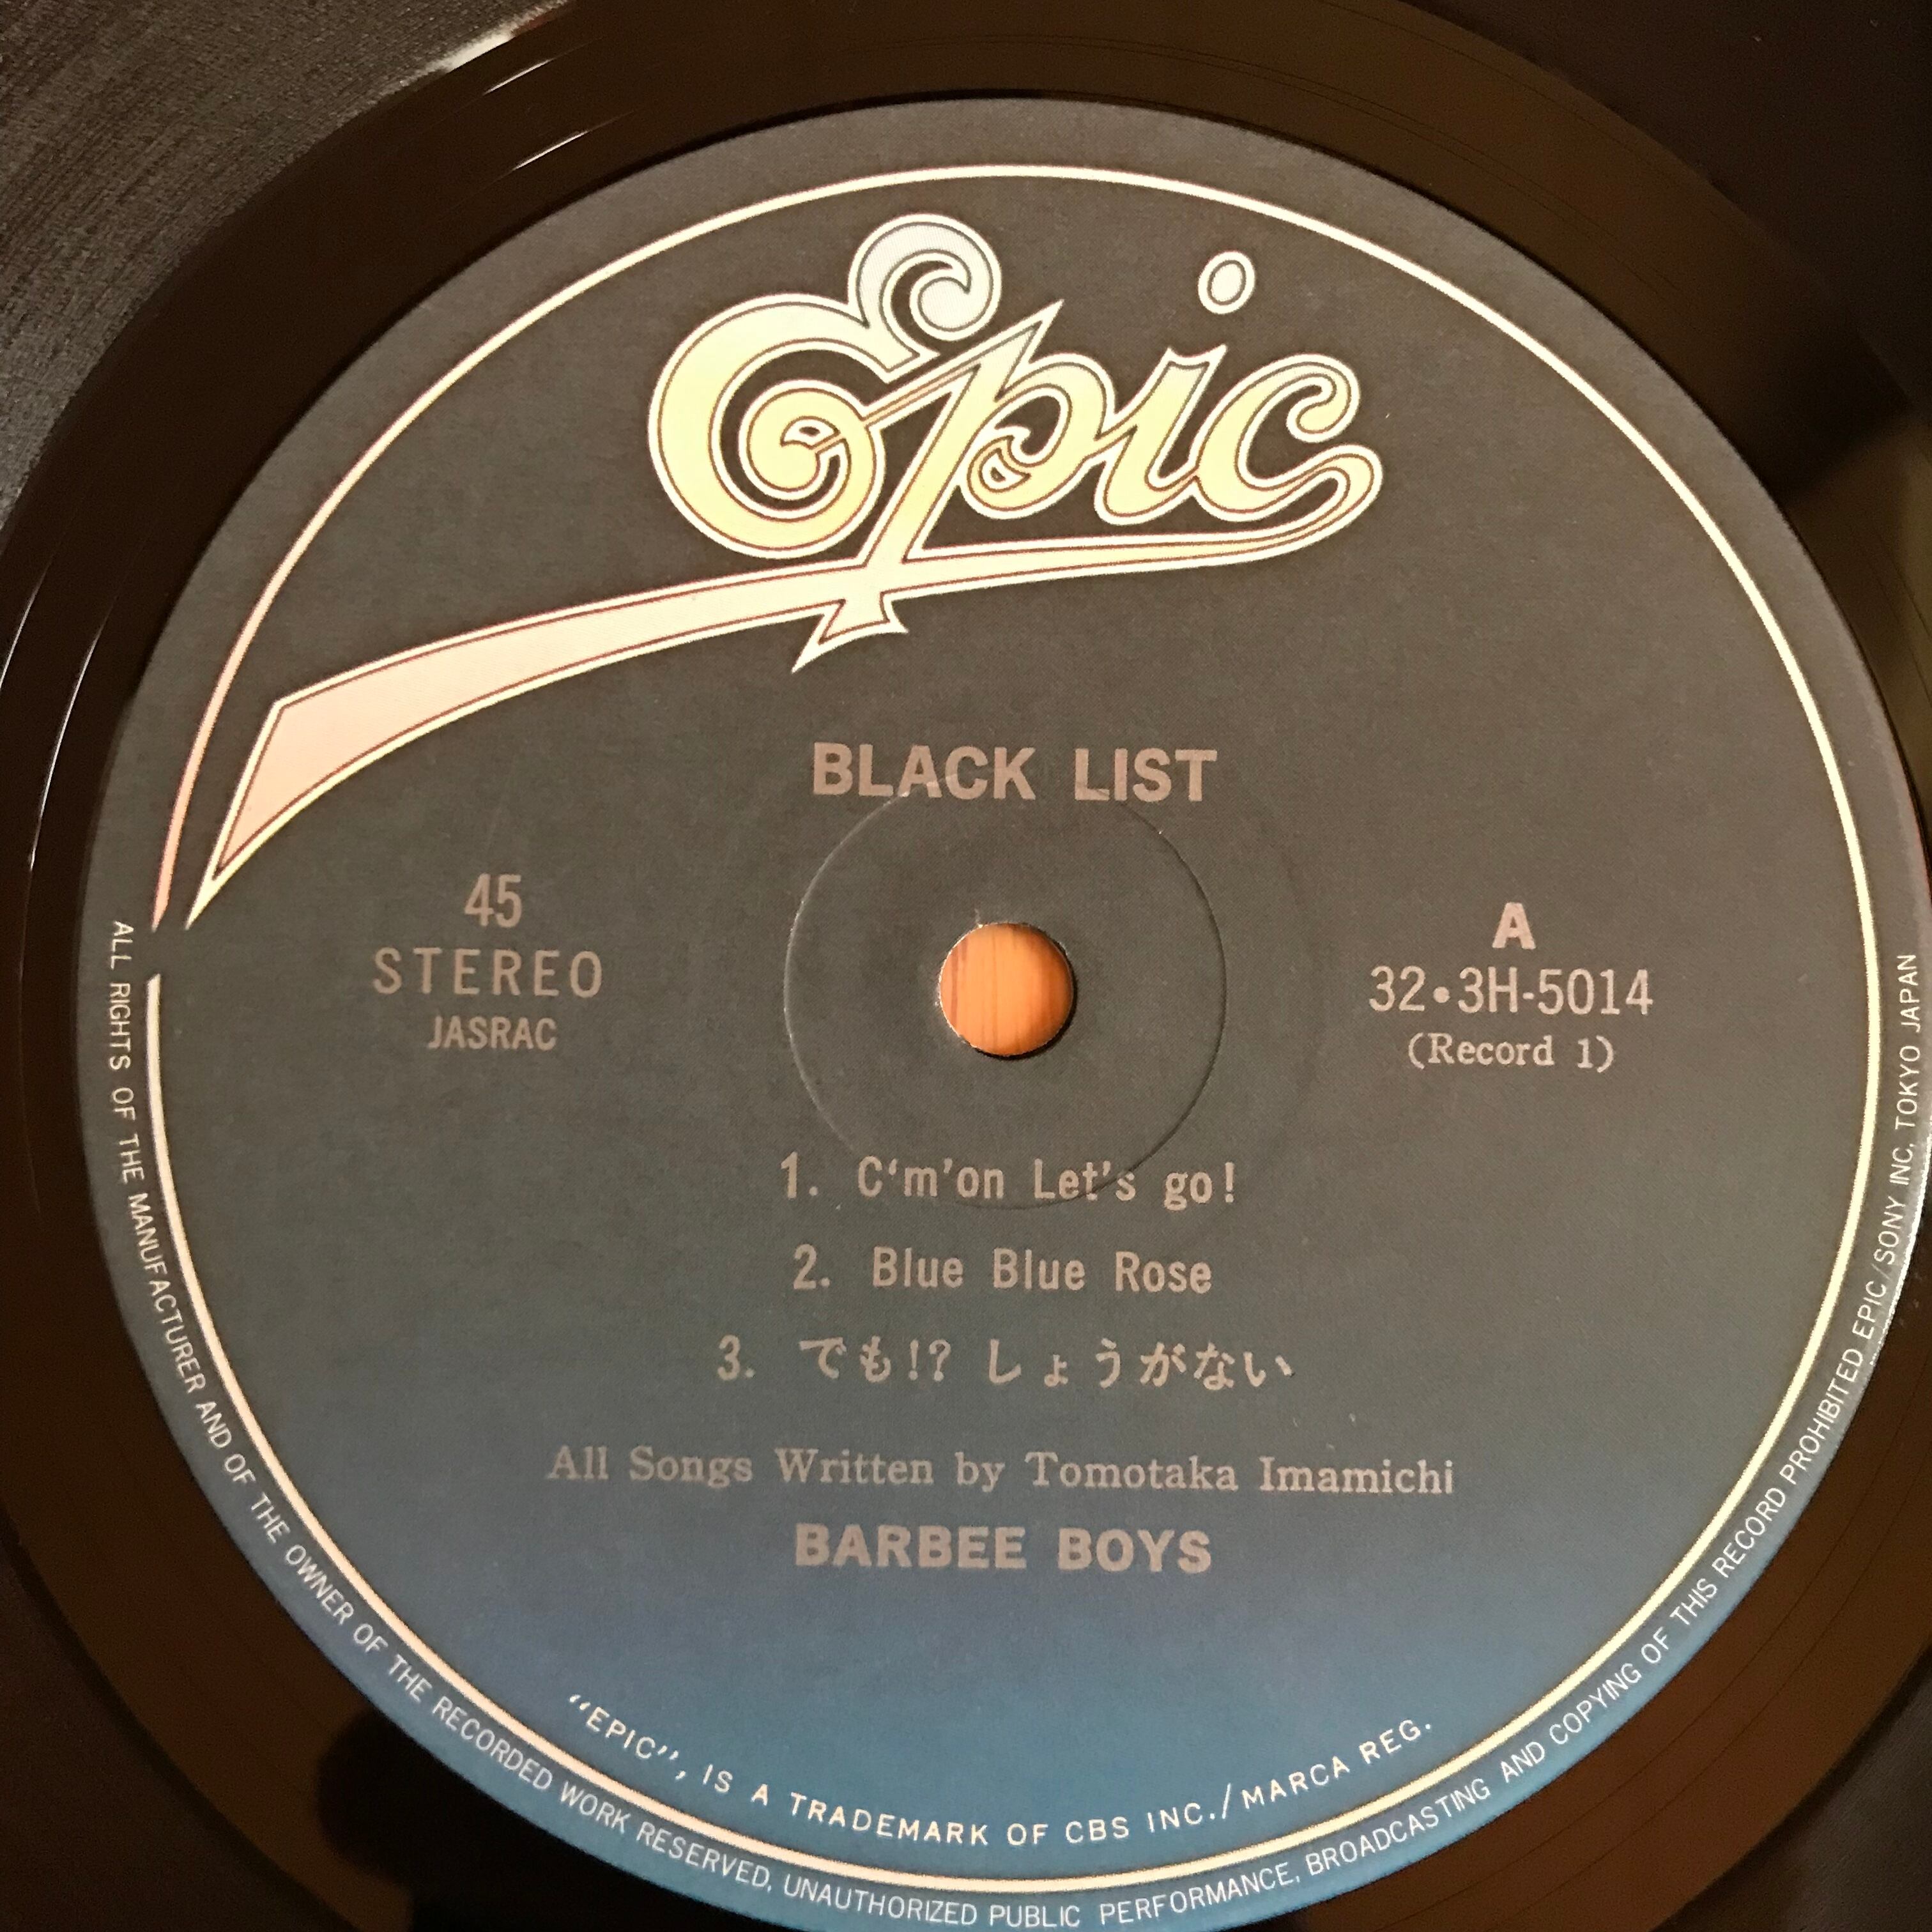 Epic
BLACK LIST
45
STEREO
JASRAC
A
32•3H-5014
(Record 1)
1. C‘m’on Let’s go!
2. Blue Blue Rose
3. でも!? しょうがない
All Songs Written by Tomotaka Imamichi
BARBEE BOYS
“EPIC”, IS A TRADEMARK OF CBS INC./MARCA REG.
ALL RIGHTS OF THE MANUFACTURER AND OF THE OWNER OF THE RECORDED WORK RESERVED, UNAUTHORIZED PUBLIC PERFORMANCE, BROADCASTING AND COPYING OF THIS RECORD PROHIBITED EPIC/SONY INC. TOKYO JAPAN